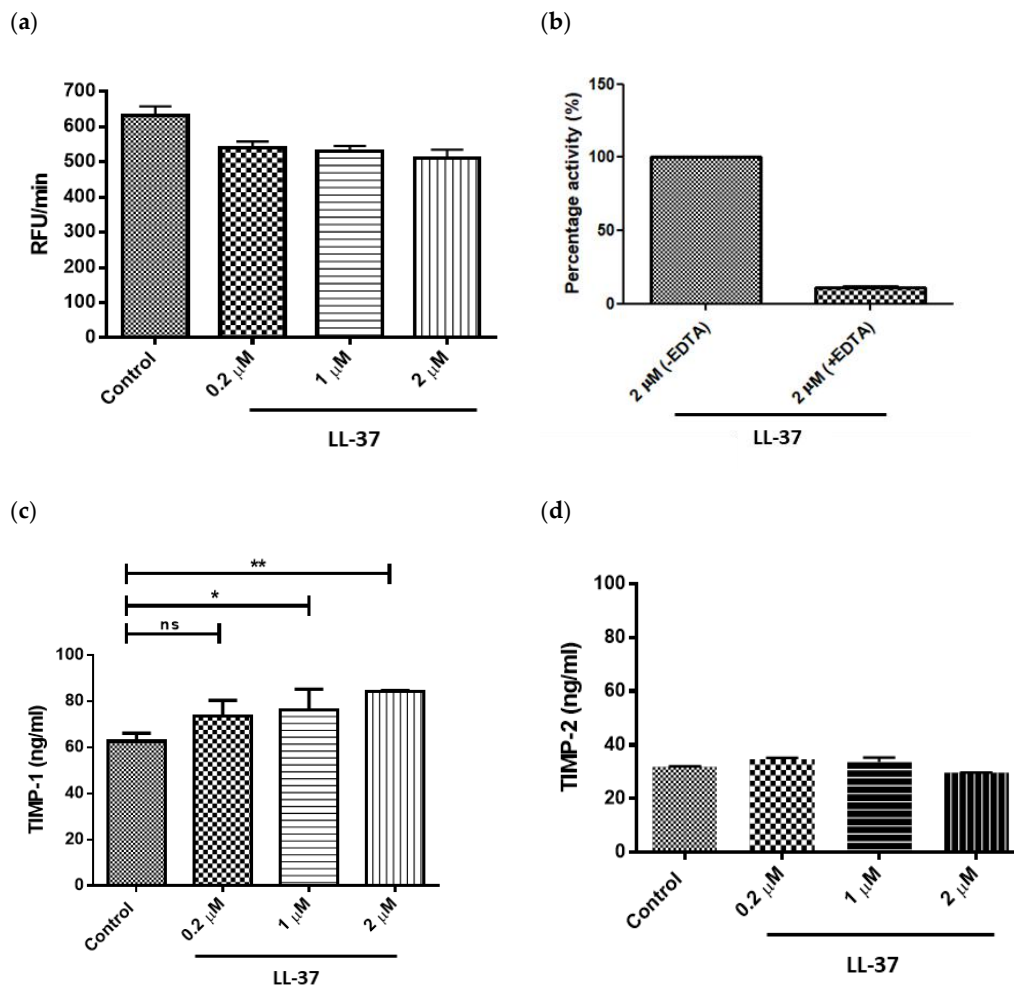 (a)
700
600
500
400
300
200
100
0
RFU/min
Control
0.2 μM
1 μM
2 μM
LL-37
(b)
150
100
50
0
Percentage activity (%)
2 μM (-EDTA)
2 μM (+EDTA)
LL-37
(c)
**
*
ns
100
80
60
40
20
0
TIMP-1 (ng/ml)
Control
0.2 μM
1 μM
2 μM
LL-37
(d)
100
80
60
40
20
0
TIMP-2 (ng/ml)
Control
0.2 μM
1 μM
2 μM
LL-37